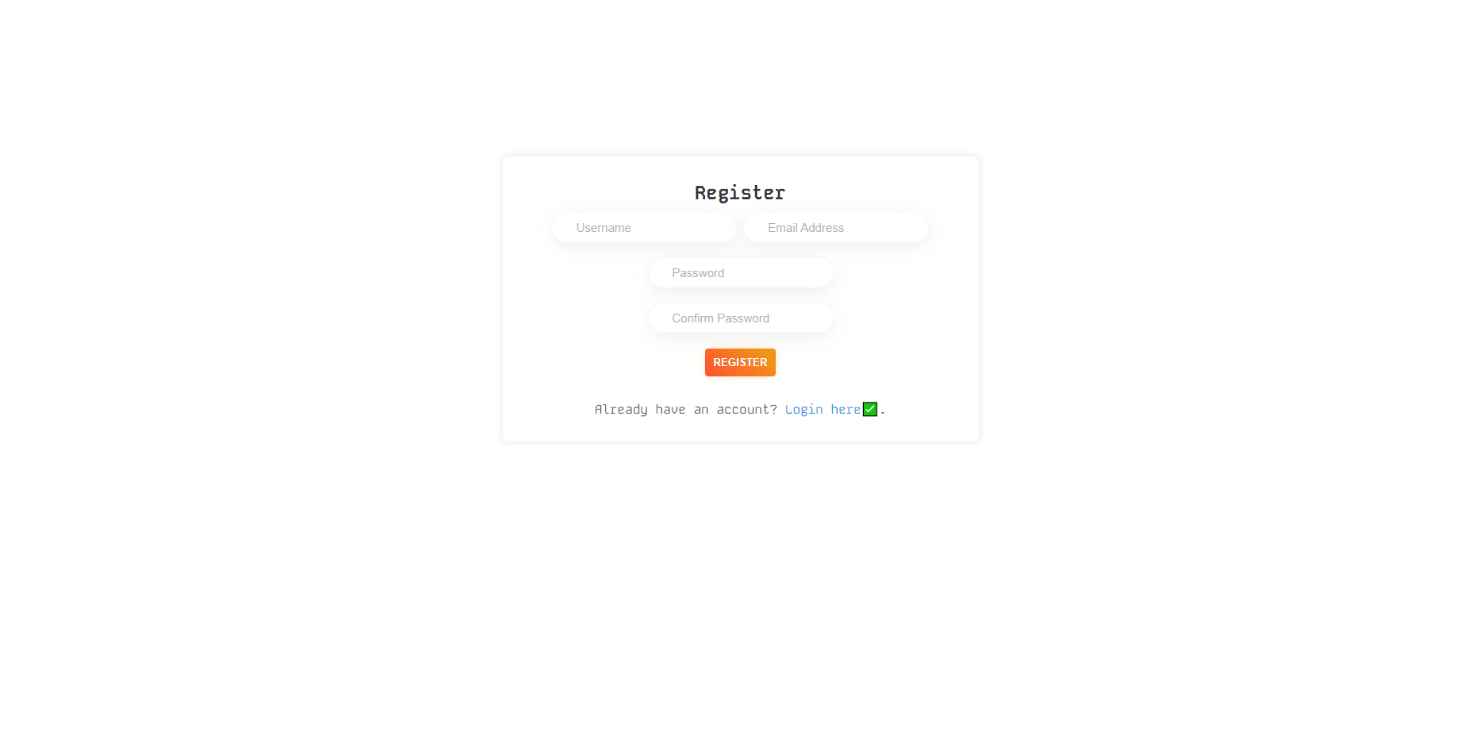 Register
Username Email Address
Password
Confirm Password
REGISTER
Already have an account? Login here✅.